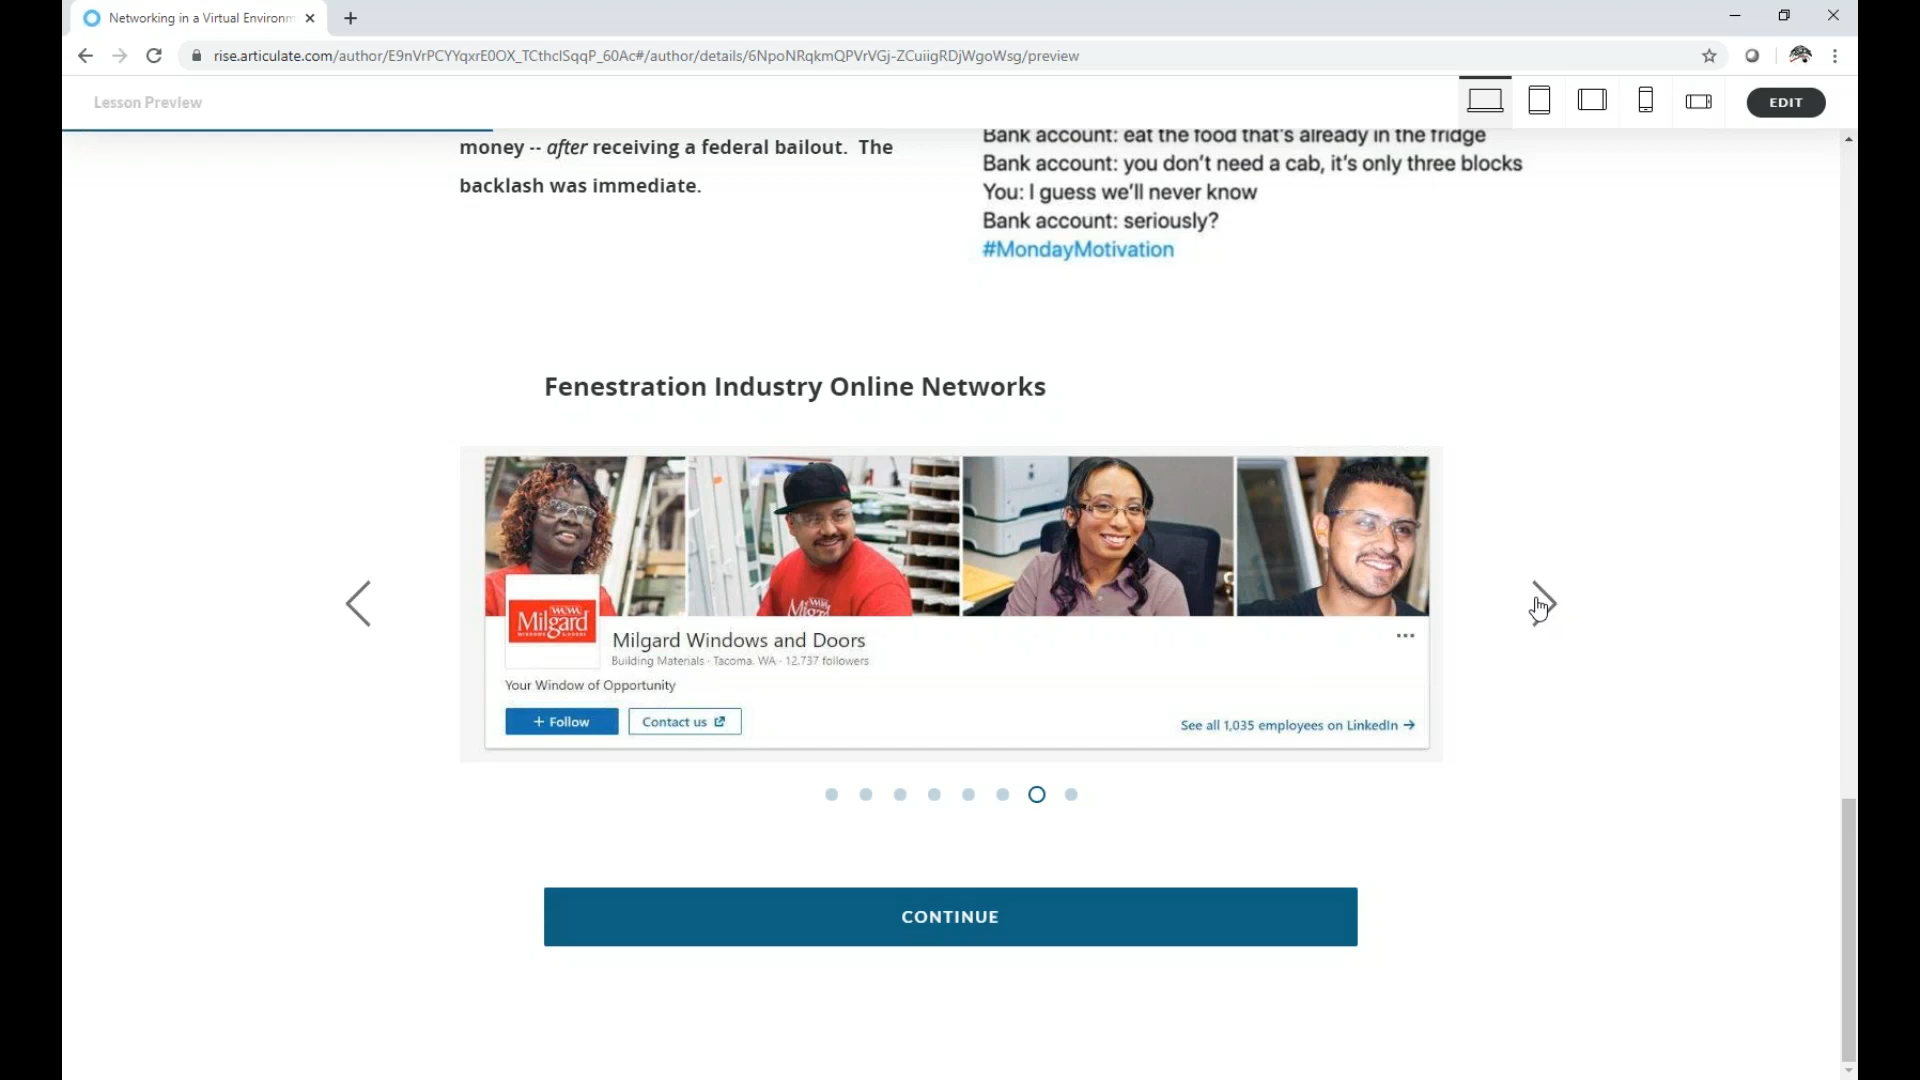 Networking in a Virtual Environm
rise.articulate.com/author/E9nVrPCYYqxrE0OX_TCthclSqqP_60Ac#/author/details/6NpoNRqkmQPVrVGj-ZCuiigRDjWgoWsg/preview
Lesson Preview
EDIT
money -- after receiving a federal bailout. The
backlash was immediate.
Bank account: eat the food that's already in the fridge
Bank account: you don't need a cab, it's only three blocks
You: I guess we'll never know
Bank account: seriously?
#MondayMotivation
Fenestration Industry Online Networks
Milgard
Milgard
WINDOWS & DOORS
Milgard Windows and Doors
Building Materials · Tacoma, WA · 12,737 followers
Your Window of Opportunity
+ Follow
Contact us
See all 1,035 employees on LinkedIn →
CONTINUE